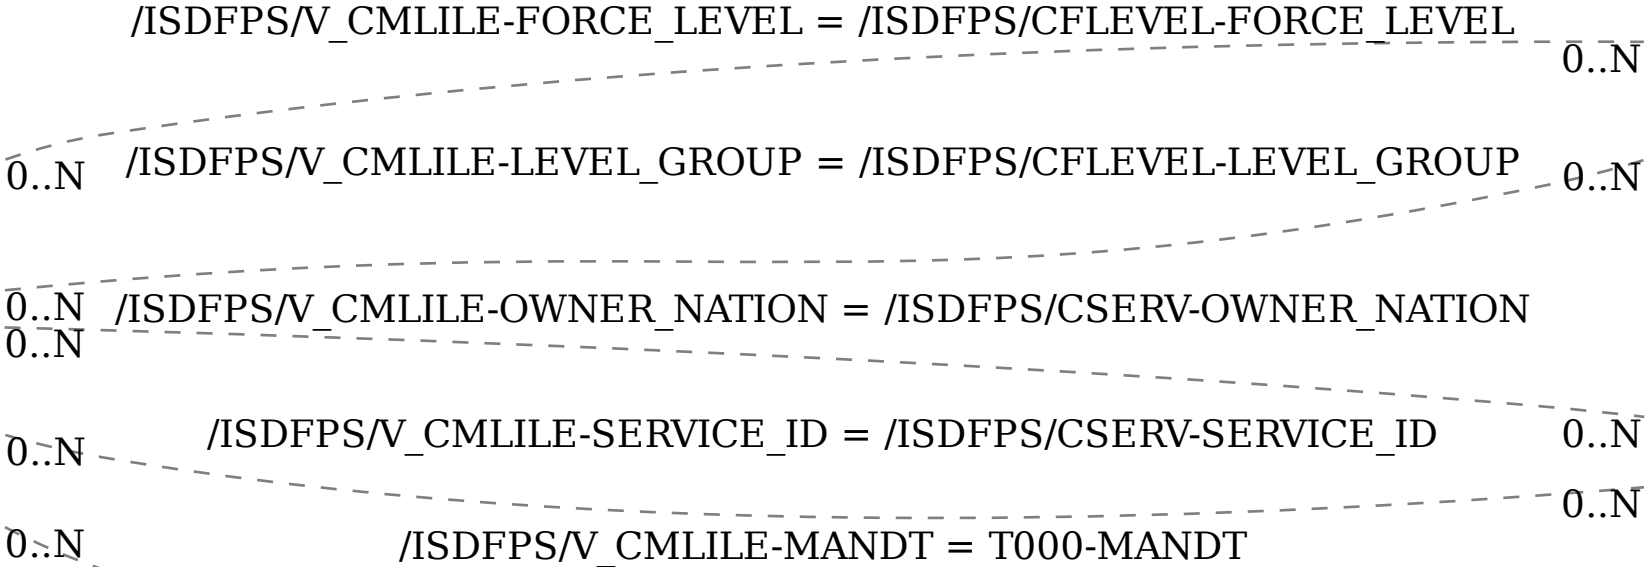 /ISDFPS/V_CMLILE-FORCE_LEVEL = /ISDFPS/CFLEVEL-FORCE_LEVEL
0..N
0..N /ISDFPS/V_CMLILE-LEVEL_GROUP = /ISDFPS/CFLEVEL-LEVEL_GROUP 0..N
0..N /ISDFPS/V_CMLILE-OWNER_NATION = /ISDFPS/CSERV-OWNER_NATION
0..N
0..N /ISDFPS/V_CMLILE-SERVICE_ID = /ISDFPS/CSERV-SERVICE_ID 0..N
0..N
0..N /ISDFPS/V_CMLILE-MANDT = T000-MANDT